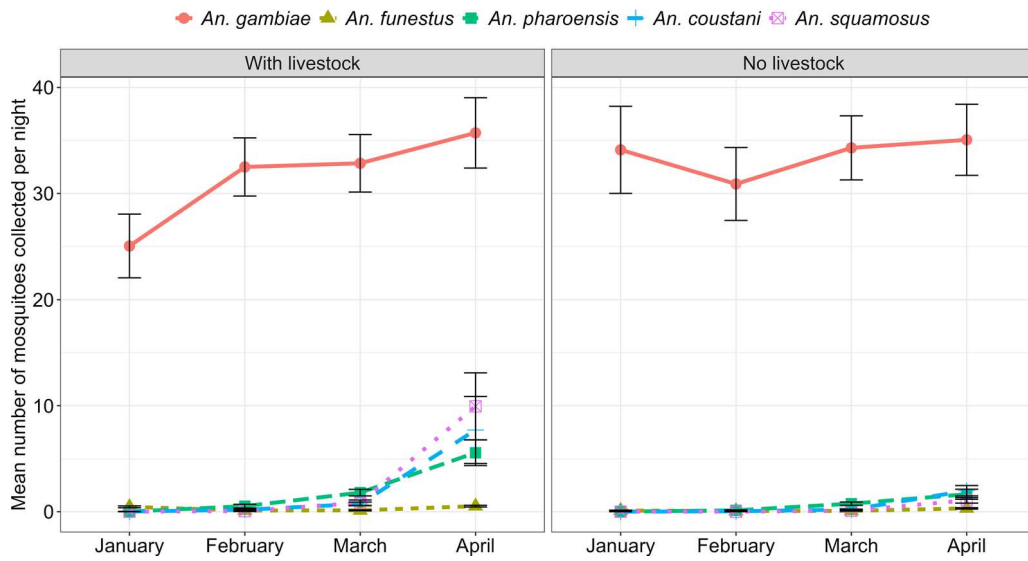 An. gambiae An. funestus An. pharoensis An. coustani An. squamosus
With livestock No livestock
Mean number of mosquitoes collected per night
40
30
20
10
0
January February March April January February March April